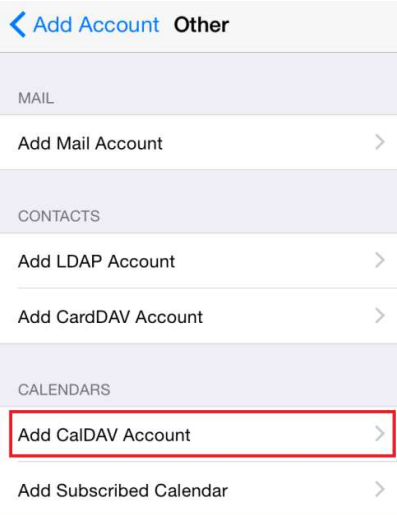 Add Account Other
MAIL
Add Mail Account
CONTACTS
Add LDAP Account
Add CardDAV Account
CALENDARS
Add CalDAV Account
Add Subscribed Calendar